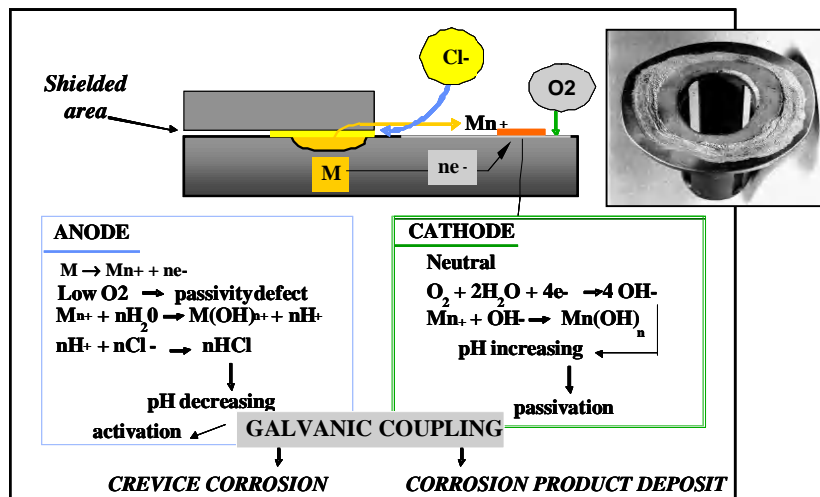 Shielded
area
Cl-
O2
Mn+
M
ne-
ANODE
M → Mn+ + ne-
Low O2 → passivity defect
Mn+ + nH20 → M(OH)n+ + nH+
nH+ + nCl - → nHCl
pH decreasing
activation
CATHODE
Neutral
O2 + 2H2O + 4e- → 4 OH-
Mn+ + OH- → Mn(OH)n
pH increasing
passivation
GALVANIC COUPLING
CREVICE CORROSION
CORROSION PRODUCT DEPOSIT